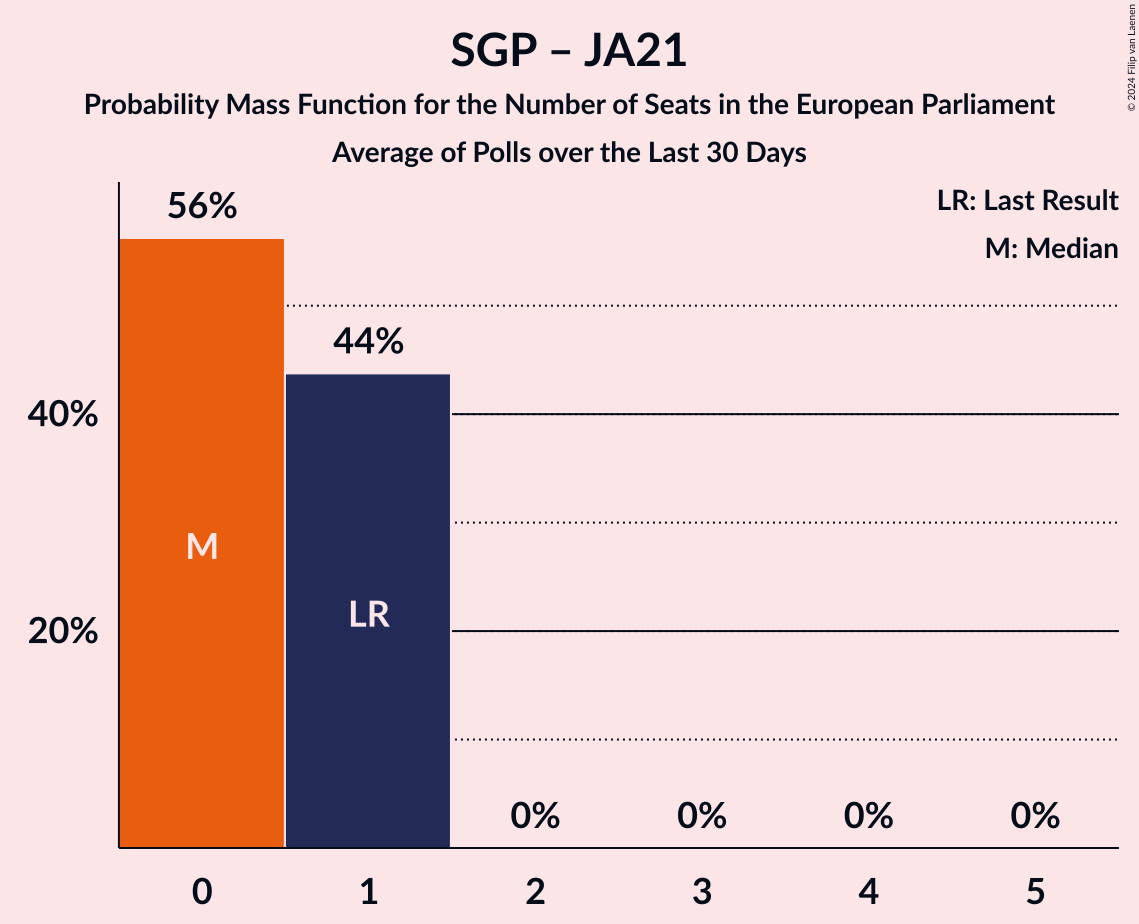 SGP – JA21
Probability Mass Function for the Number of Seats in the European Parliament
Average of Polls over the Last 30 Days
© 2024 Filip van Laenen
LR: Last Result
M: Median
56%
44%
40%
20%
M
LR
0%
0%
0%
0%
0
1
2
3
4
5